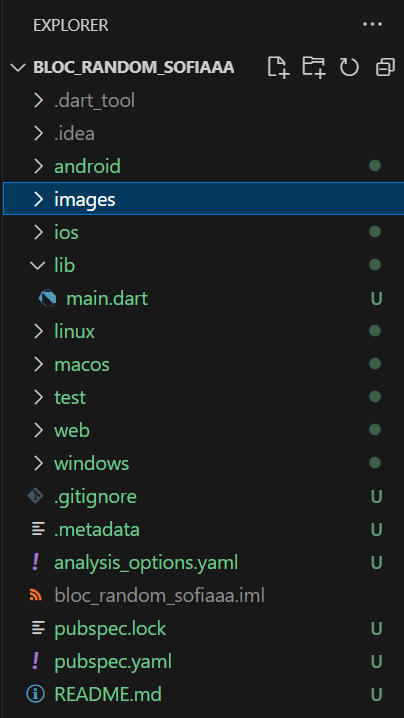 EXPLORER
BLOC_RANDOM_SOFIAAA
.dart_tool
.idea
android
images
ios
lib
main.dart U
linux
macos
test
web
windows
.gitignore U
.metadata U
! analysis_options.yaml U
bloc_random_sofiaaa.iml
pubspec.lock U
! pubspec.yaml U
README.md U